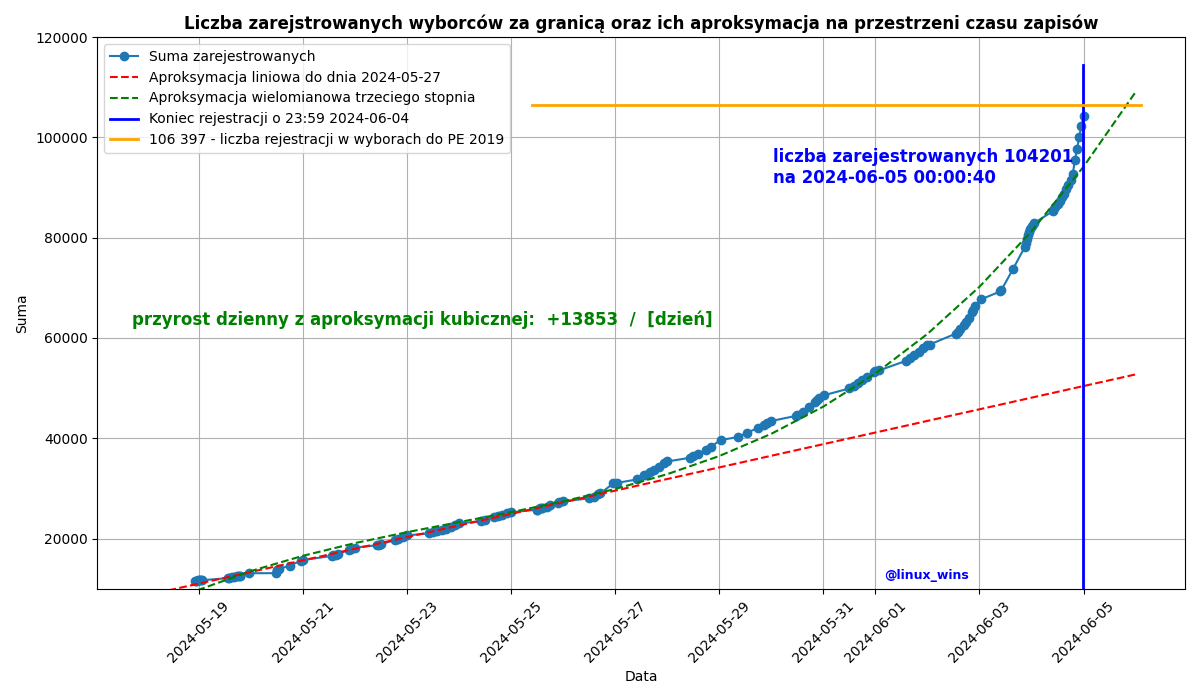 Liczba zarejstrowanych wyborców za granicą oraz ich aproksymacja na przestrzeni czasu zapisów
120000
100000
80000
60000
40000
20000
Suma
Suma zarejestrowanych
Aproksymacja liniowa do dnia 2024-05-27
Aproksymacja wielomianowa trzeciego stopnia
Koniec rejestracji o 23:59 2024-06-04
106 397 - liczba rejestracji w wyborach do PE 2019
liczba zarejestrowanych 104201
na 2024-06-05 00:00:40
przyrost dzienny z aproksymacji kubicznej: +13853 / [dzień]
@linux_wins
2024-05-19
2024-05-21
2024-05-23
2024-05-25
2024-05-27
2024-05-29
2024-05-31
2024-06-01
2024-06-03
2024-06-05
Data